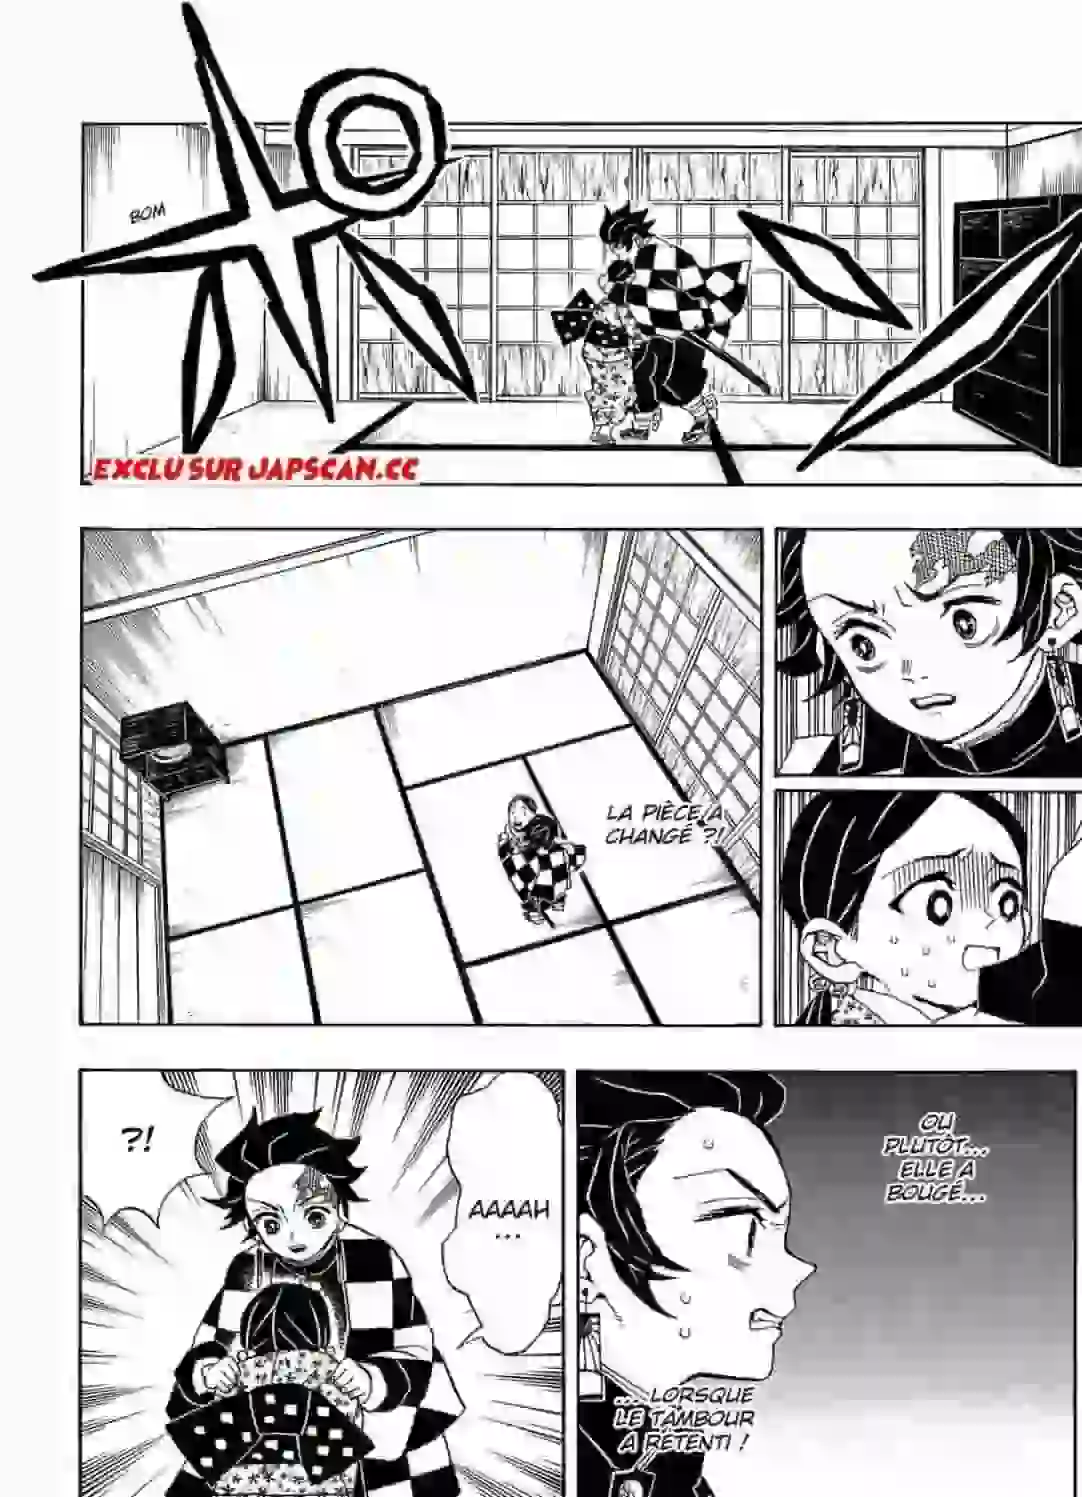 BOM
EXCLU SUR JAPSCAN.CC
LA PIÈCE A
CHANGÉ ?!
?!
AAAAH
...
OU
PLUTÔT...
ELLE A
BOUGÉ...
... LORSQUE
LE TAMBOUR
A RETENTI !